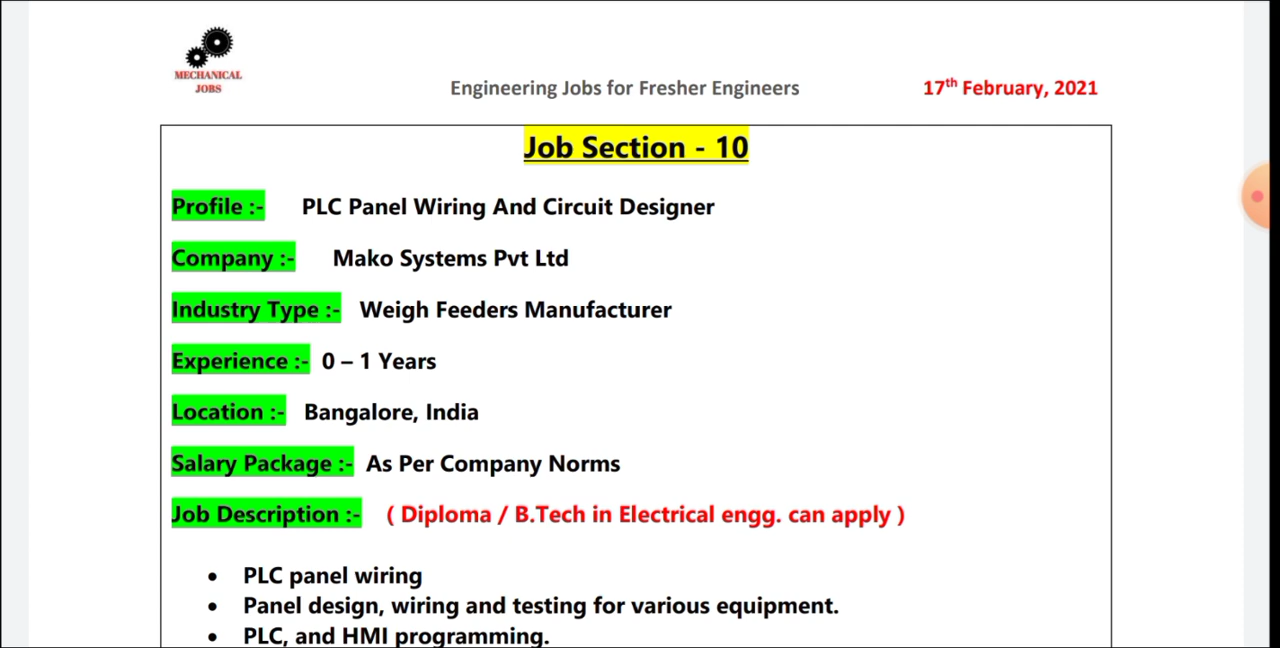 MECHANICAL
JOBS
Engineering Jobs for Fresher Engineers
17th February, 2021
Job Section - 10
Profile :- PLC Panel Wiring And Circuit Designer
Company :- Mako Systems Pvt Ltd
Industry Type :- Weigh Feeders Manufacturer
Experience :- 0 – 1 Years
Location :- Bangalore, India
Salary Package :- As Per Company Norms
Job Description :- ( Diploma / B.Tech in Electrical engg. can apply )
• PLC panel wiring
• Panel design, wiring and testing for various equipment.
• PLC, and HMI programming.